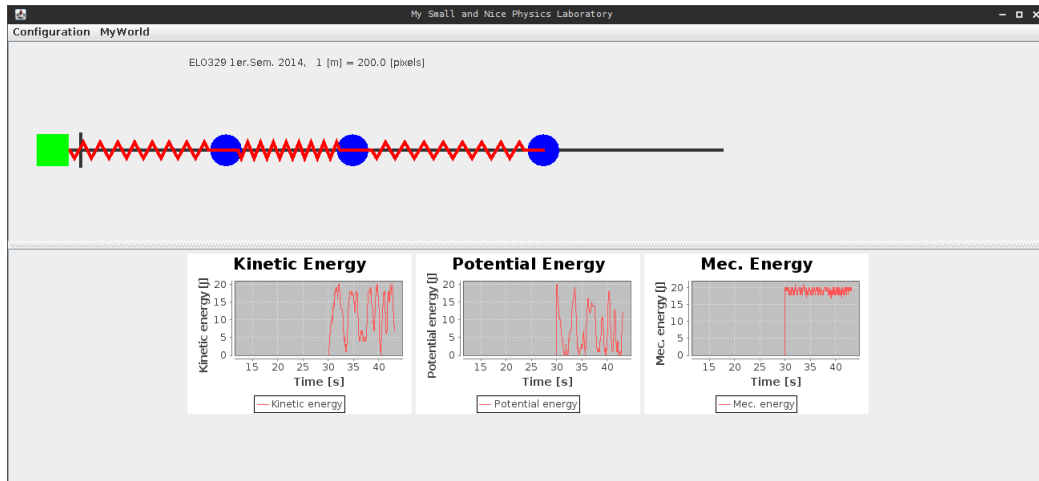 My Small and Nice Physics Laboratory
Configuration MyWorld
ELO329 1er.Sem. 2014, 1 [m] = 200.0 [pixels]
Kinetic Energy
Kinetic energy [J]
20
15
10
5
0
15 20 25 30 35 40
Time [s]
Kinetic energy
Potential Energy
Potential energy [J]
20
15
10
5
0
15 20 25 30 35 40
Time [s]
Potential energy
Mec. Energy
Mec. energy [J]
20
15
10
5
0
15 20 25 30 35 40
Time [s]
Mec. energy